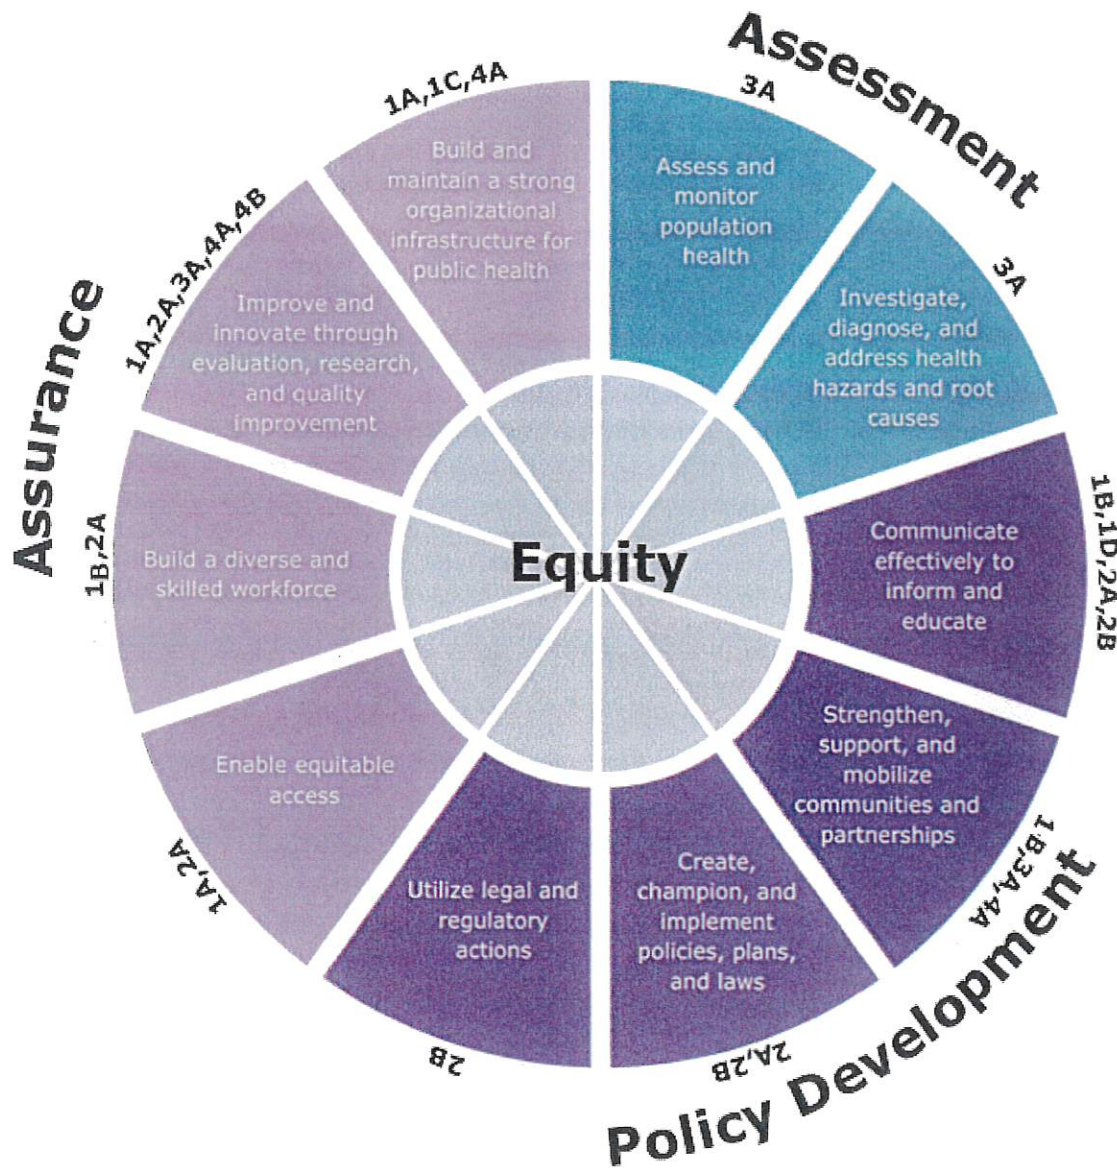 Assessment
3A
Assess and
monitor
population
health
3A
Investigate,
diagnose, and
address health
hazards and root
causes
1B,1D,2A,2B
Communicate
effectively to
inform and
educate
Policy Development
1B,3A,4A
Strengthen,
support, and
mobilize
communities and
partnerships
2A,2B
Create,
champion, and
implement
policies, plans,
and laws
2B
Utilize legal and
regulatory
actions
Assurance
1A,2A
Enable equitable
access
1B,2A
Build a diverse and
skilled workforce
1A,2A,3A,4A,4B
Improve and
innovate through
evaluation, research,
and quality
improvement
1A,1C,4A
Build and
maintain a strong
organizational
infrastructure for
public health
Equity